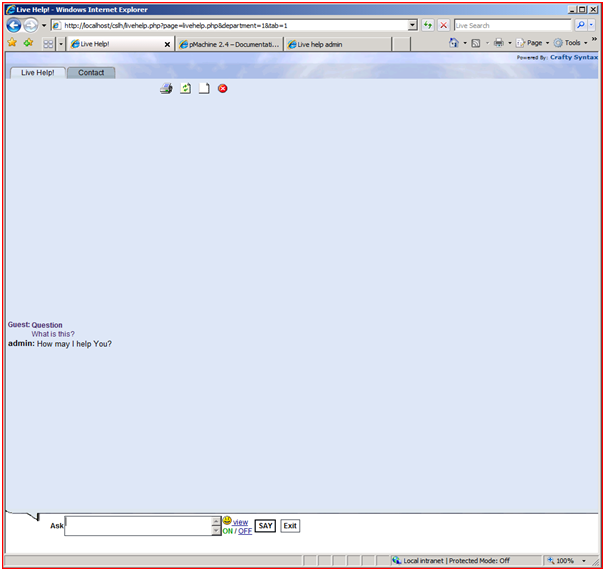 Live Help! - Windows Internet Explorer
http://localhost/cslh/livehelp.php?page=livehelp.php&department=1&tab=1
Live Search
Live Help!
pMachine 2.4 – Documentati...
Live help admin
Page
Tools
Powered By: Crafty Syntax
Live Help!
Contact
Guest: Question
What is this?
admin: How may I help You?
Ask
view
ON / OFF
SAY
Exit
Local intranet | Protected Mode: Off
100%